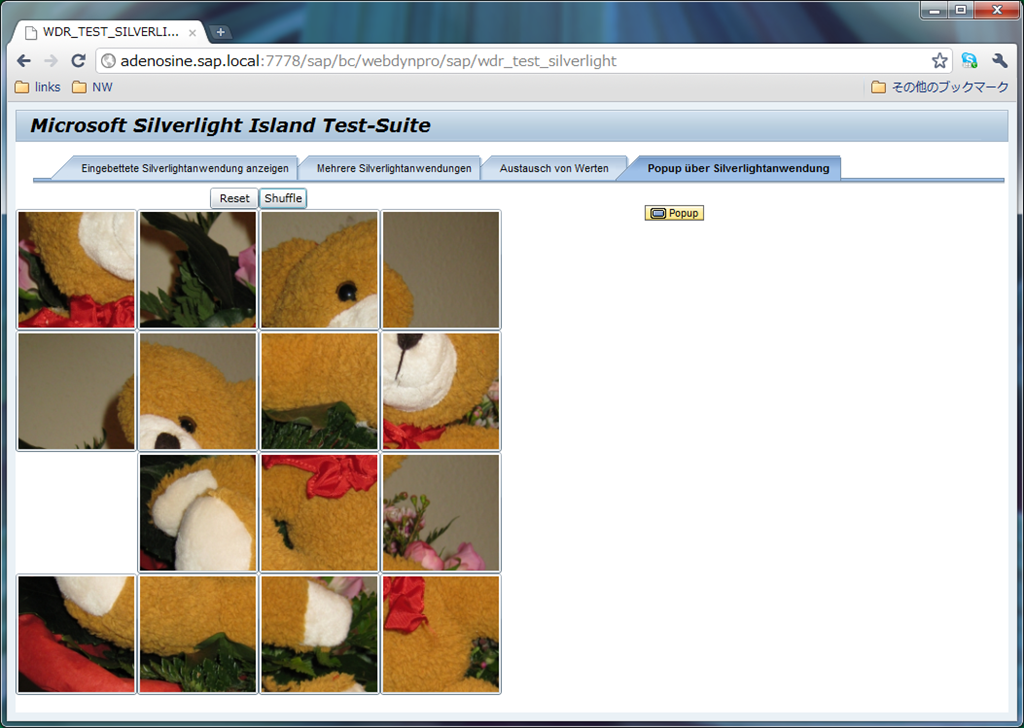 WDR_TEST_SILVERLI...
adenosine.sap.local:7778/sap/bc/webdynpro/sap/wdr_test_silverlight
links NW その他のブックマーク
Microsoft Silverlight Island Test-Suite
Eingebettete Silverlightanwendung anzeigen Mehrere Silverlightanwendungen Austausch von Werten Popup über Silverlightanwendung
Reset Shuffle
Popup